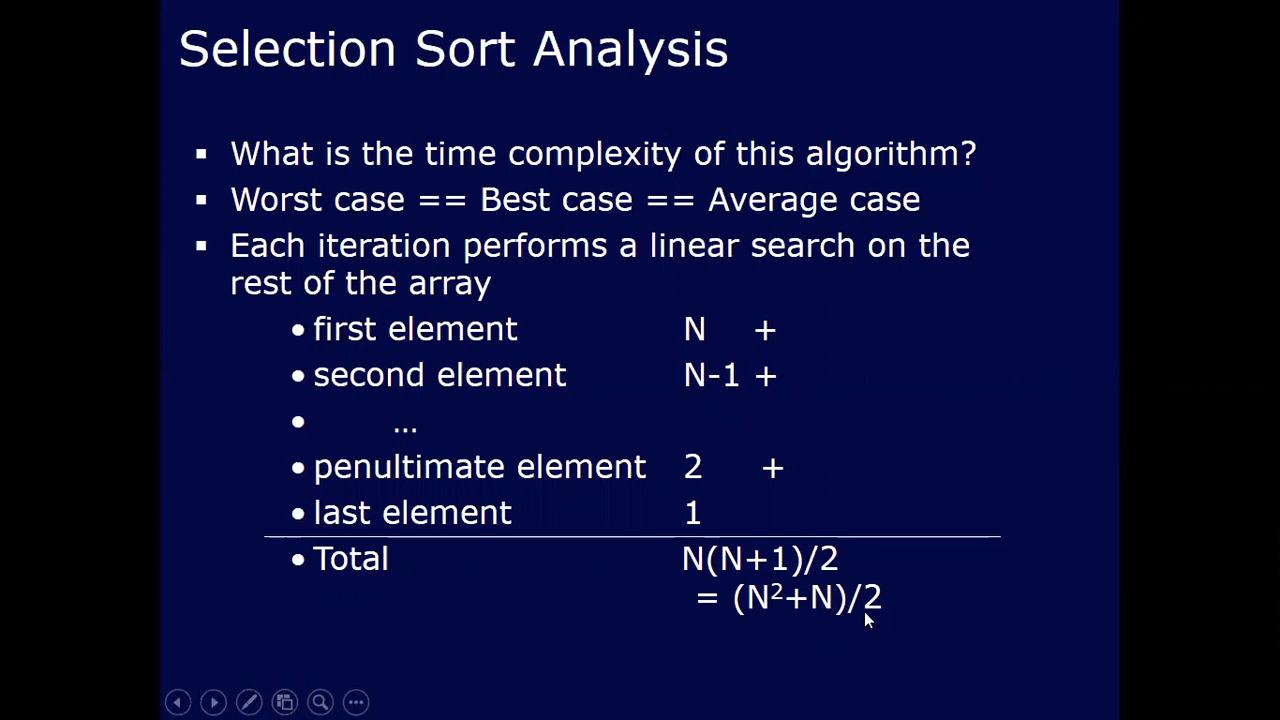 Selection Sort Analysis
▪ What is the time complexity of this algorithm?
▪ Worst case == Best case == Average case
▪ Each iteration performs a linear search on the
rest of the array
• first element N +
• second element N-1 +
• …
• penultimate element 2 +
• last element 1
• Total N(N+1)/2
= (N²+N)/2